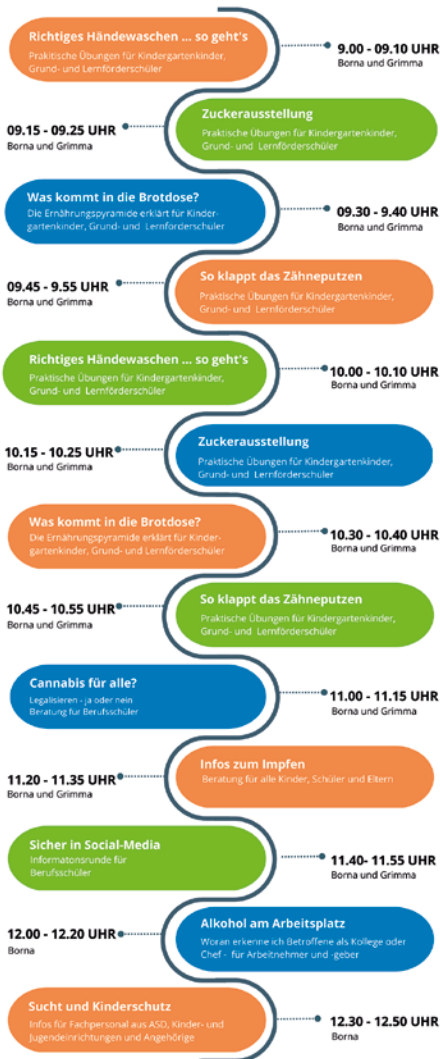 Richtiges Händewaschen ... so geht's
Prakitische Übungen für Kindergartenkinder,
Grund- und Lernförderschüler
9.00 - 09.10 UHR
Borna und Grimma
Zuckerausstellung
Praktische Übungen für Kindergartenkinder,
Grund- und Lernförderschüler
09.15 - 09.25 UHR
Borna und Grimma
Was kommt in die Brotdose?
Die Ernährungspyramide erklärt für Kinder-
gartenkinder, Grund- und Lernförderschüler
09.30 - 9.40 UHR
Borna und Grimma
So klappt das Zähneputzen
Praktische Übungen für Kindergartenkinder,
Grund- und Lernförderschüler
09.45 - 9.55 UHR
Borna und Grimma
Richtiges Händewaschen ... so geht's
Praktische Übungen für Kindergartenkinder,
Grund- und Lernförderschüler
10.00 - 10.10 UHR
Borna und Grimma
Zuckerausstellung
Praktische Übungen für Kindergartenkinder,
Grund- und Lernförderschüler
10.15 - 10.25 UHR
Borna und Grimma
Was kommt in die Brotdose?
Die Ernährungspyramide erklärt für Kinder-
gartenkinder, Grund- und Lernförderschüler
10.30 - 10.40 UHR
Borna und Grimma
So klappt das Zähneputzen
Praktische Übungen für Kindergartenkinder,
Grund- und Lernförderschüler
10.45 - 10.55 UHR
Borna und Grimma
Cannabis für alle?
Legalisieren - ja oder nein
Beratung für Berufsschüler
11.00 - 11.15 UHR
Borna und Grimma
Infos zum Impfen
Beratung für alle Kinder, Schüler und Eltern
11.20 - 11.35 UHR
Borna und Grimma
Sicher in Social-Media
Informatonsrunde für
Berufsschüler
11.40- 11.55 UHR
Borna und Grimma
Alkohol am Arbeitsplatz
Woran erkenne ich Betroffene als Kollege oder
Chef - für Arbeitnehmer und -geber
12.00 - 12.20 UHR
Borna
Sucht und Kinderschutz
Infos für Fachpersonal aus ASD, Kinder- und
Jugendeinrichtungen und Angehörige
12.30 - 12.50 UHR
Borna